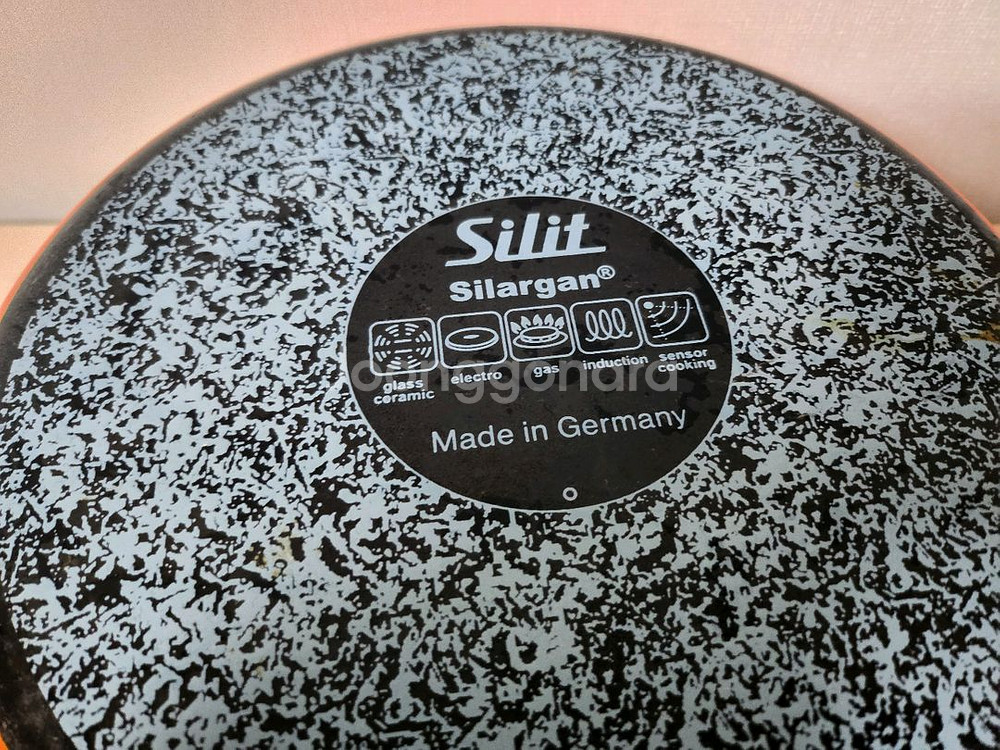 Silit
Silargan®
glass ceramic
electro
gas
induction
sensor cooking
Made in Germany